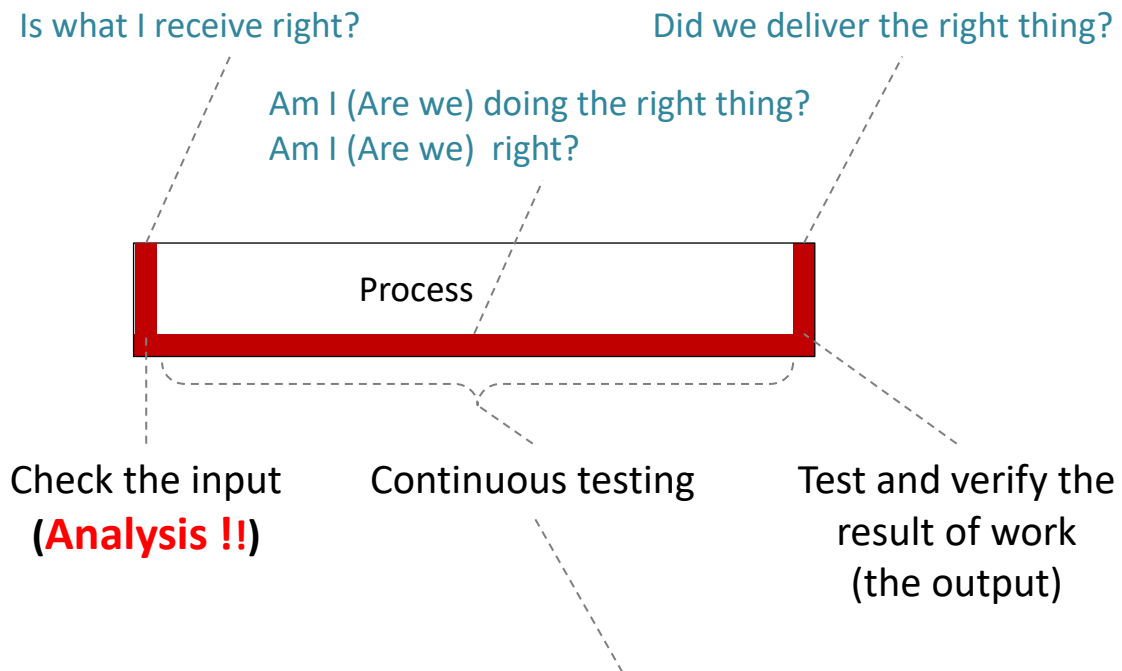 Is what I receive right?
Did we deliver the right thing?
Am I (Are we) doing the right thing?
Am I (Are we)  right?
Process
Check the input
(Analysis !!)
Continuous testing
Test and verify the
result of work
(the output)